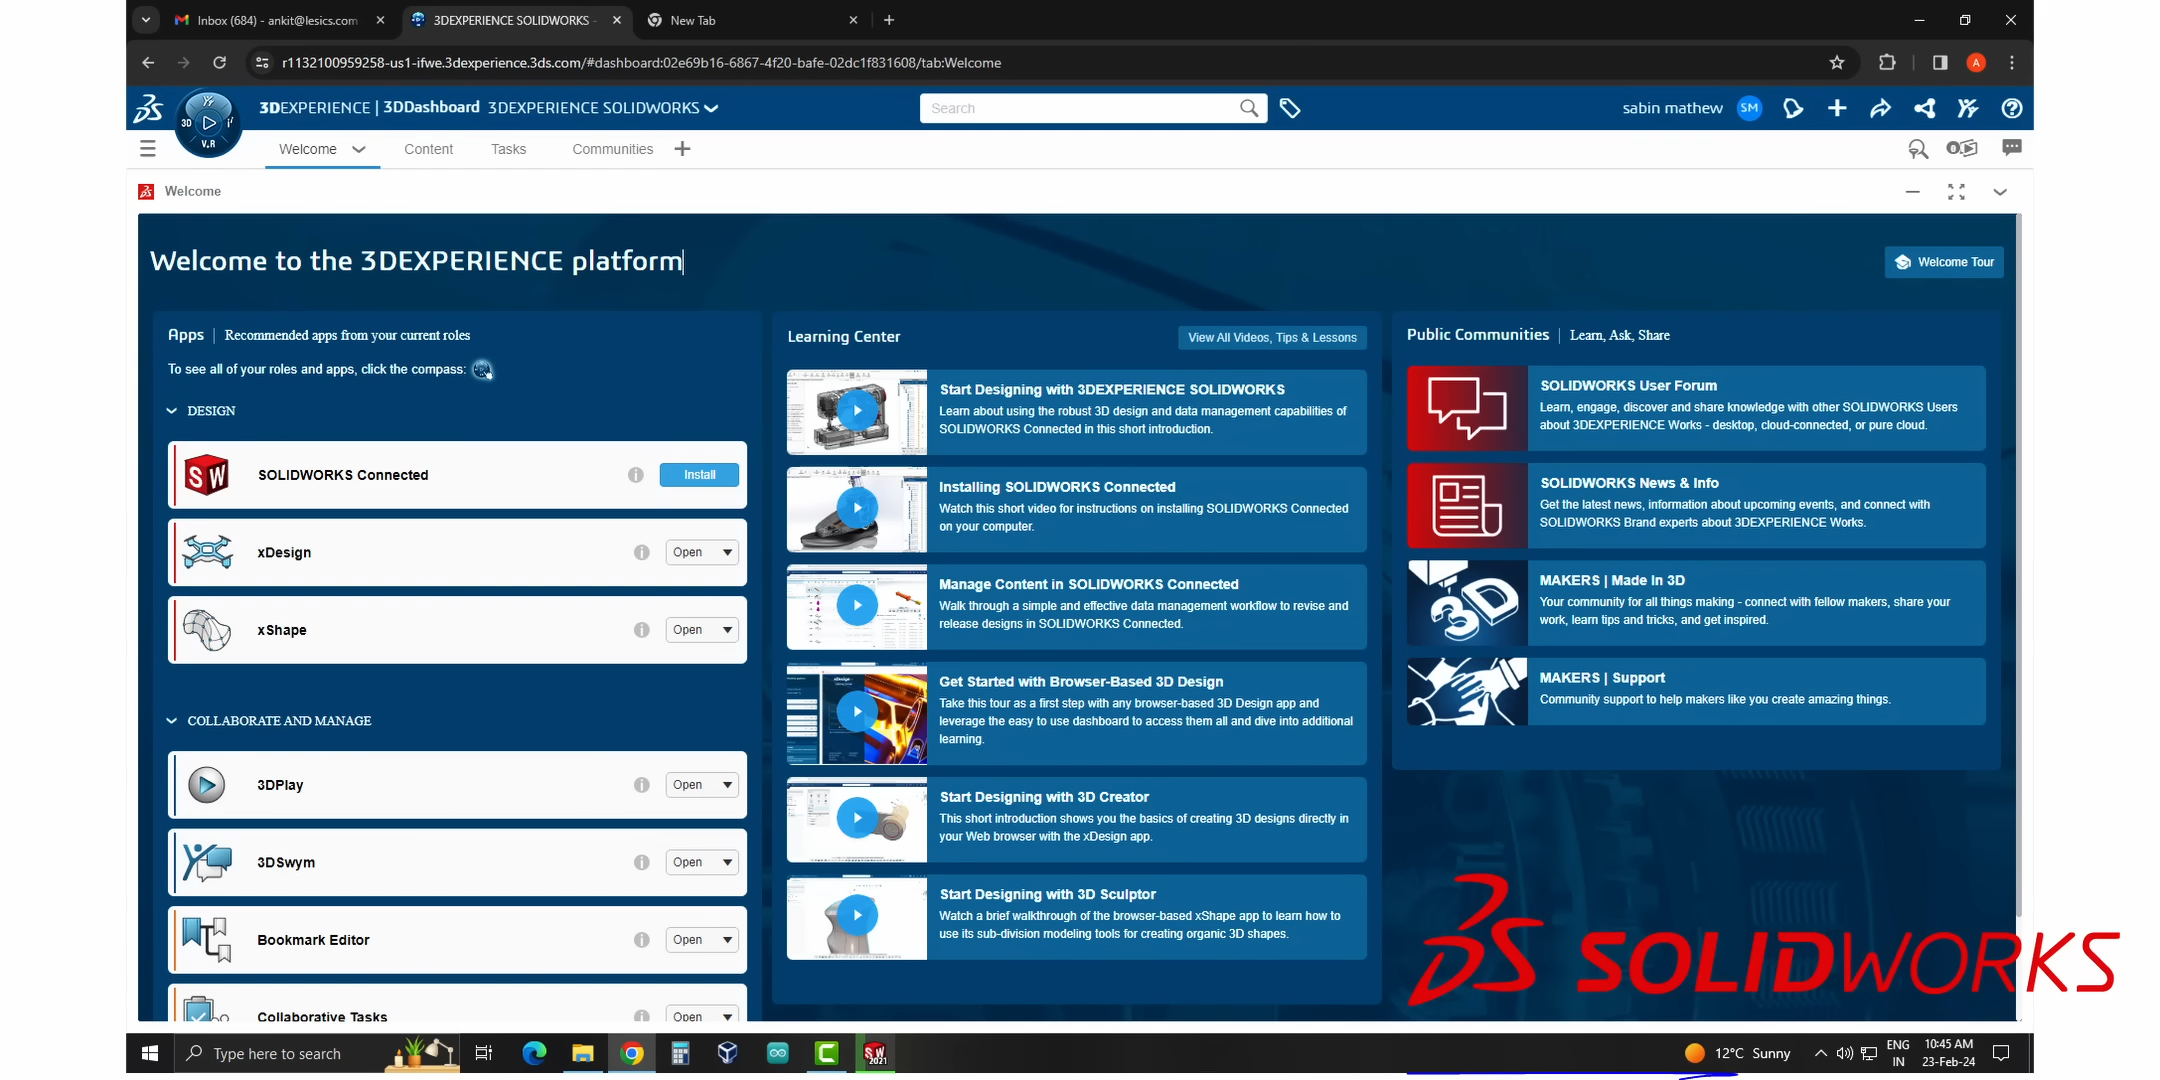 Inbox (684) - ankit@lesics.com
3DEXPERIENCE SOLIDWORKS -
New Tab
r1132100959258-us1-ifwe.3dexperience.3ds.com/#dashboard:02e69b16-6867-4f20-bafe-02dc1f831608/tab:Welcome
A
3D
V.R
3DEXPERIENCE | 3DDashboard 3DEXPERIENCE SOLIDWORKS
Search
sabin mathew SM
Welcome
Content
Tasks
Communities
Welcome
Welcome to the 3DEXPERIENCE platform
Welcome Tour
Apps | Recommended apps from your current roles
To see all of your roles and apps, click the compass:
DESIGN
SW
SOLIDWORKS Connected
Install
xDesign
Open
xShape
Open
COLLABORATE AND MANAGE
3DPlay
Open
3DSwym
Open
Bookmark Editor
Open
Collaborative Tasks
Open
Learning Center
View All Videos, Tips & Lessons
Start Designing with 3DEXPERIENCE SOLIDWORKS
Learn about using the robust 3D design and data management capabilities of
SOLIDWORKS Connected in this short introduction.
Installing SOLIDWORKS Connected
Watch this short video for instructions on installing SOLIDWORKS Connected
on your computer.
Manage Content in SOLIDWORKS Connected
Walk through a simple and effective data management workflow to revise and
release designs in SOLIDWORKS Connected.
Get Started with Browser-Based 3D Design
Take this tour as a first step with any browser-based 3D Design app and
leverage the easy to use dashboard to access them all and dive into additional
learning.
Start Designing with 3D Creator
This short introduction shows you the basics of creating 3D designs directly in
your Web browser with the xDesign app.
Start Designing with 3D Sculptor
Watch a brief walkthrough of the browser-based xShape app to learn how to
use its sub-division modeling tools for creating organic 3D shapes.
Public Communities | Learn, Ask, Share
SOLIDWORKS User Forum
Learn, engage, discover and share knowledge with other SOLIDWORKS Users
about 3DEXPERIENCE Works - desktop, cloud-connected, or pure cloud.
SOLIDWORKS News & Info
Get the latest news, information about upcoming events, and connect with
SOLIDWORKS Brand experts about 3DEXPERIENCE Works.
3D
MAKERS | Made In 3D
Your community for all things making - connect with fellow makers, share your
work, learn tips and tricks, and get inspired.
MAKERS | Support
Community support to help makers like you create amazing things.
SOLIDWORKS
Type here to search
SW
2021
12°C Sunny
ENG
IN
10:45 AM
23-Feb-24